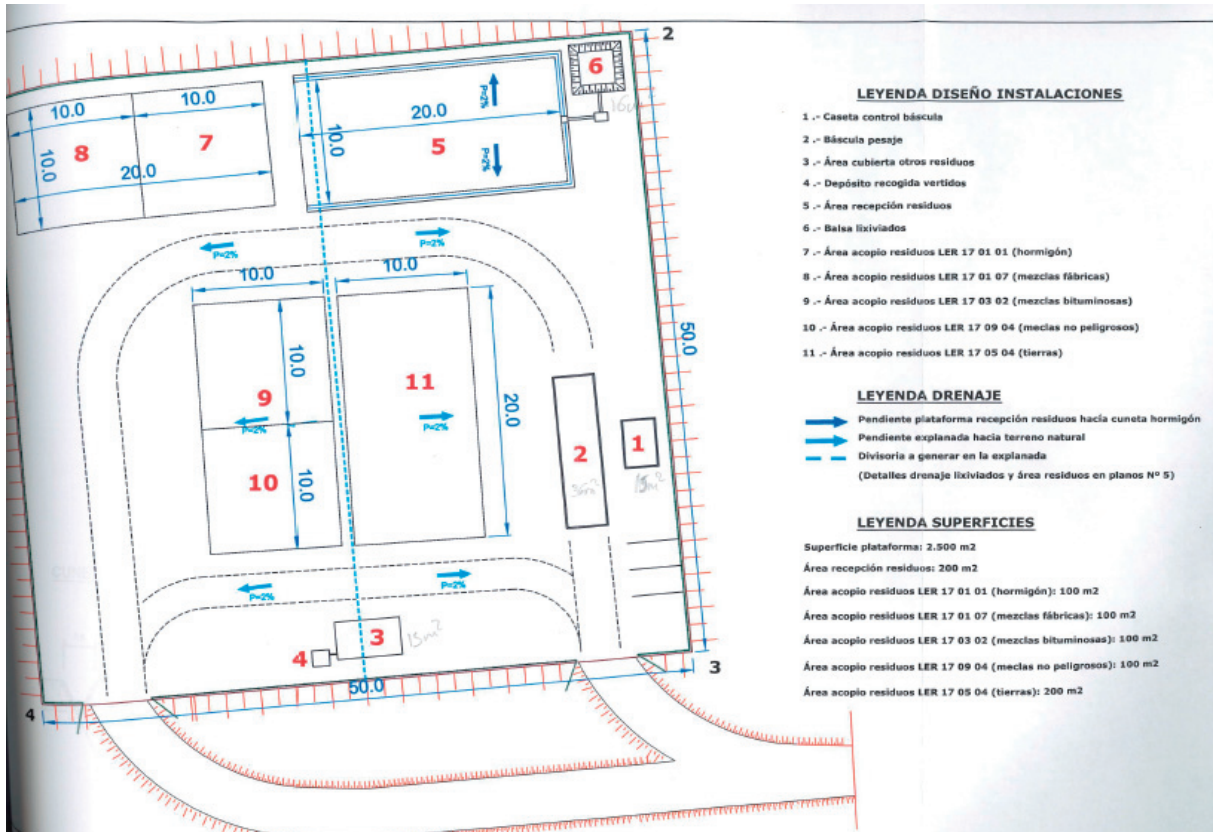 2
6
16m²
10.0
10.0
P=2%
20.0
10.0
8
7
10.0
5
20.0
P=2%
P=2%
P=2%
10.0
10.0
50.0
10.0
11
20.0
9
P=2%
P=2%
10
10.0
2
36m²
1
15m²
P=2%
P=2%
3
15m²
4
50.0
3
4
LEYENDA DISEÑO INSTALACIONES
1 .- Caseta control báscula
2 .- Báscula pesaje
3 .- Área cubierta otros residuos
4 .- Depósito recogida vertidos
5 .- Área recepción residuos
6 .- Balsa lixiviados
7 .- Área acopio residuos LER 17 01 01 (hormigón)
8 .- Área acopio residuos LER 17 01 07 (mezclas fábricas)
9 .- Área acopio residuos LER 17 03 02 (mezclas bituminosas)
10 .- Área acopio residuos LER 17 09 04 (meclas no peligrosos)
11 .- Área acopio residuos LER 17 05 04 (tierras)
LEYENDA DRENAJE
Pendiente plataforma recepción residuos hacia cuneta hormigón
Pendiente explanada hacia terreno natural
Divisoria a generar en la explanada
(Detalles drenaje lixiviados y área residuos en planos Nº 5)
LEYENDA SUPERFICIES
Superficie plataforma: 2.500 m2
Área recepción residuos: 200 m2
Área acopio residuos LER 17 01 01 (hormigón): 100 m2
Área acopio residuos LER 17 01 07 (mezclas fábricas): 100 m2
Área acopio residuos LER 17 03 02 (mezclas bituminosas): 100 m2
Área acopio residuos LER 17 09 04 (meclas no peligrosos): 100 m2
Área acopio residuos LER 17 05 04 (tierras): 200 m2